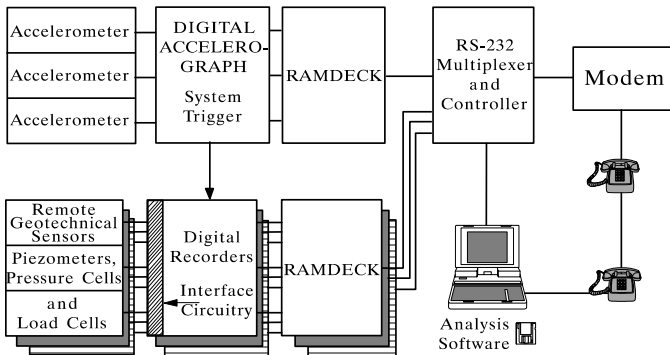 Accelerometer
Accelerometer
Accelerometer
DIGITAL
ACCELERO-
GRAPH
System
Trigger
RAMDECK
RS-232
Multiplexer
and
Controller
Modem
Remote
Geotechnical
Sensors
Piezometers,
Pressure Cells
and
Load Cells
Digital
Recorders
Interface
Circuitry
RAMDECK
Analysis
Software